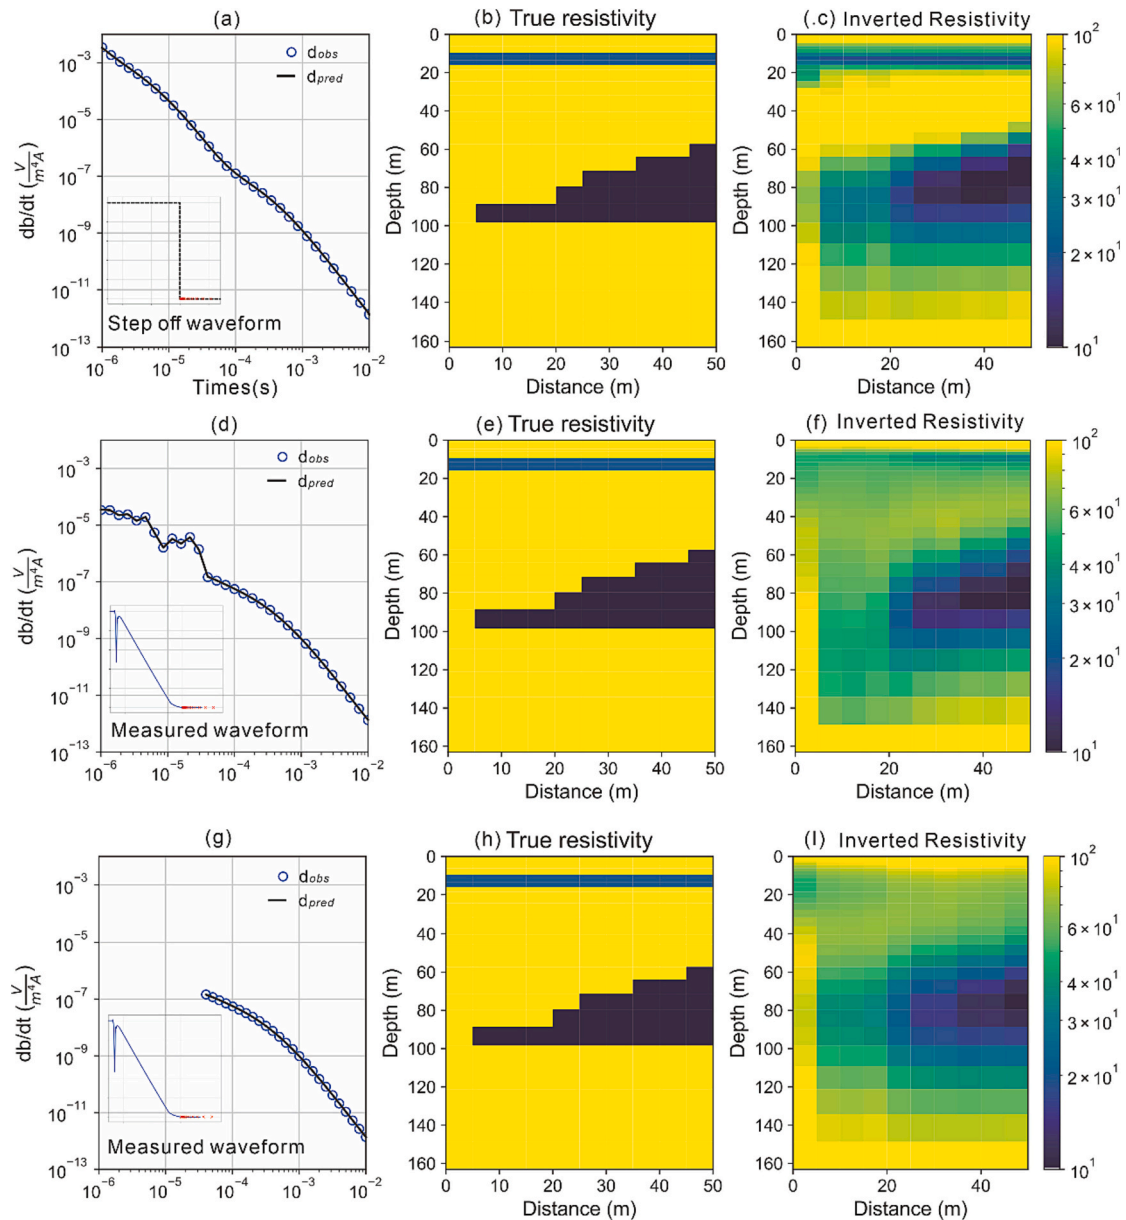 (a)
10⁻³
10⁻⁵
10⁻⁷
10⁻⁹
10⁻¹¹
10⁻¹³
db/dt (V/m⁴A)
dobs
dpred
Step off waveform
10⁻⁶ 10⁻⁵ 10⁻⁴ 10⁻³ 10⁻²
Times(s)
(b) True resistivity
0
20
40
60
80
100
120
140
160
Depth (m)
0 10 20 30 40 50
Distance (m)
(.c) Inverted Resistivity
0
20
40
60
80
100
120
140
160
Depth (m)
0 20 40
Distance (m)
10²
6 × 10¹
4 × 10¹
3 × 10¹
2 × 10¹
10¹
(d)
10⁻³
10⁻⁵
10⁻⁷
10⁻⁹
10⁻¹¹
10⁻¹³
db/dt (V/m⁴A)
dobs
dpred
Measured waveform
10⁻⁶ 10⁻⁵ 10⁻⁴ 10⁻³ 10⁻²
(e) True resistivity
0
20
40
60
80
100
120
140
160
Depth (m)
0 10 20 30 40 50
Distance (m)
(f) Inverted Resistivity
0
20
40
60
80
100
120
140
160
Depth (m)
0 20 40
Distance (m)
10²
6 × 10¹
4 × 10¹
3 × 10¹
2 × 10¹
10¹
(g)
10⁻³
10⁻⁵
10⁻⁷
10⁻⁹
10⁻¹¹
10⁻¹³
db/dt (V/m⁴A)
dobs
dpred
Measured waveform
10⁻⁶ 10⁻⁵ 10⁻⁴ 10⁻³ 10⁻²
(h) True resistivity
0
20
40
60
80
100
120
140
160
Depth (m)
0 10 20 30 40 50
Distance (m)
(I) Inverted Resistivity
0
20
40
60
80
100
120
140
160
Depth (m)
0 20 40
Distance (m)
10²
6 × 10¹
4 × 10¹
3 × 10¹
2 × 10¹
10¹